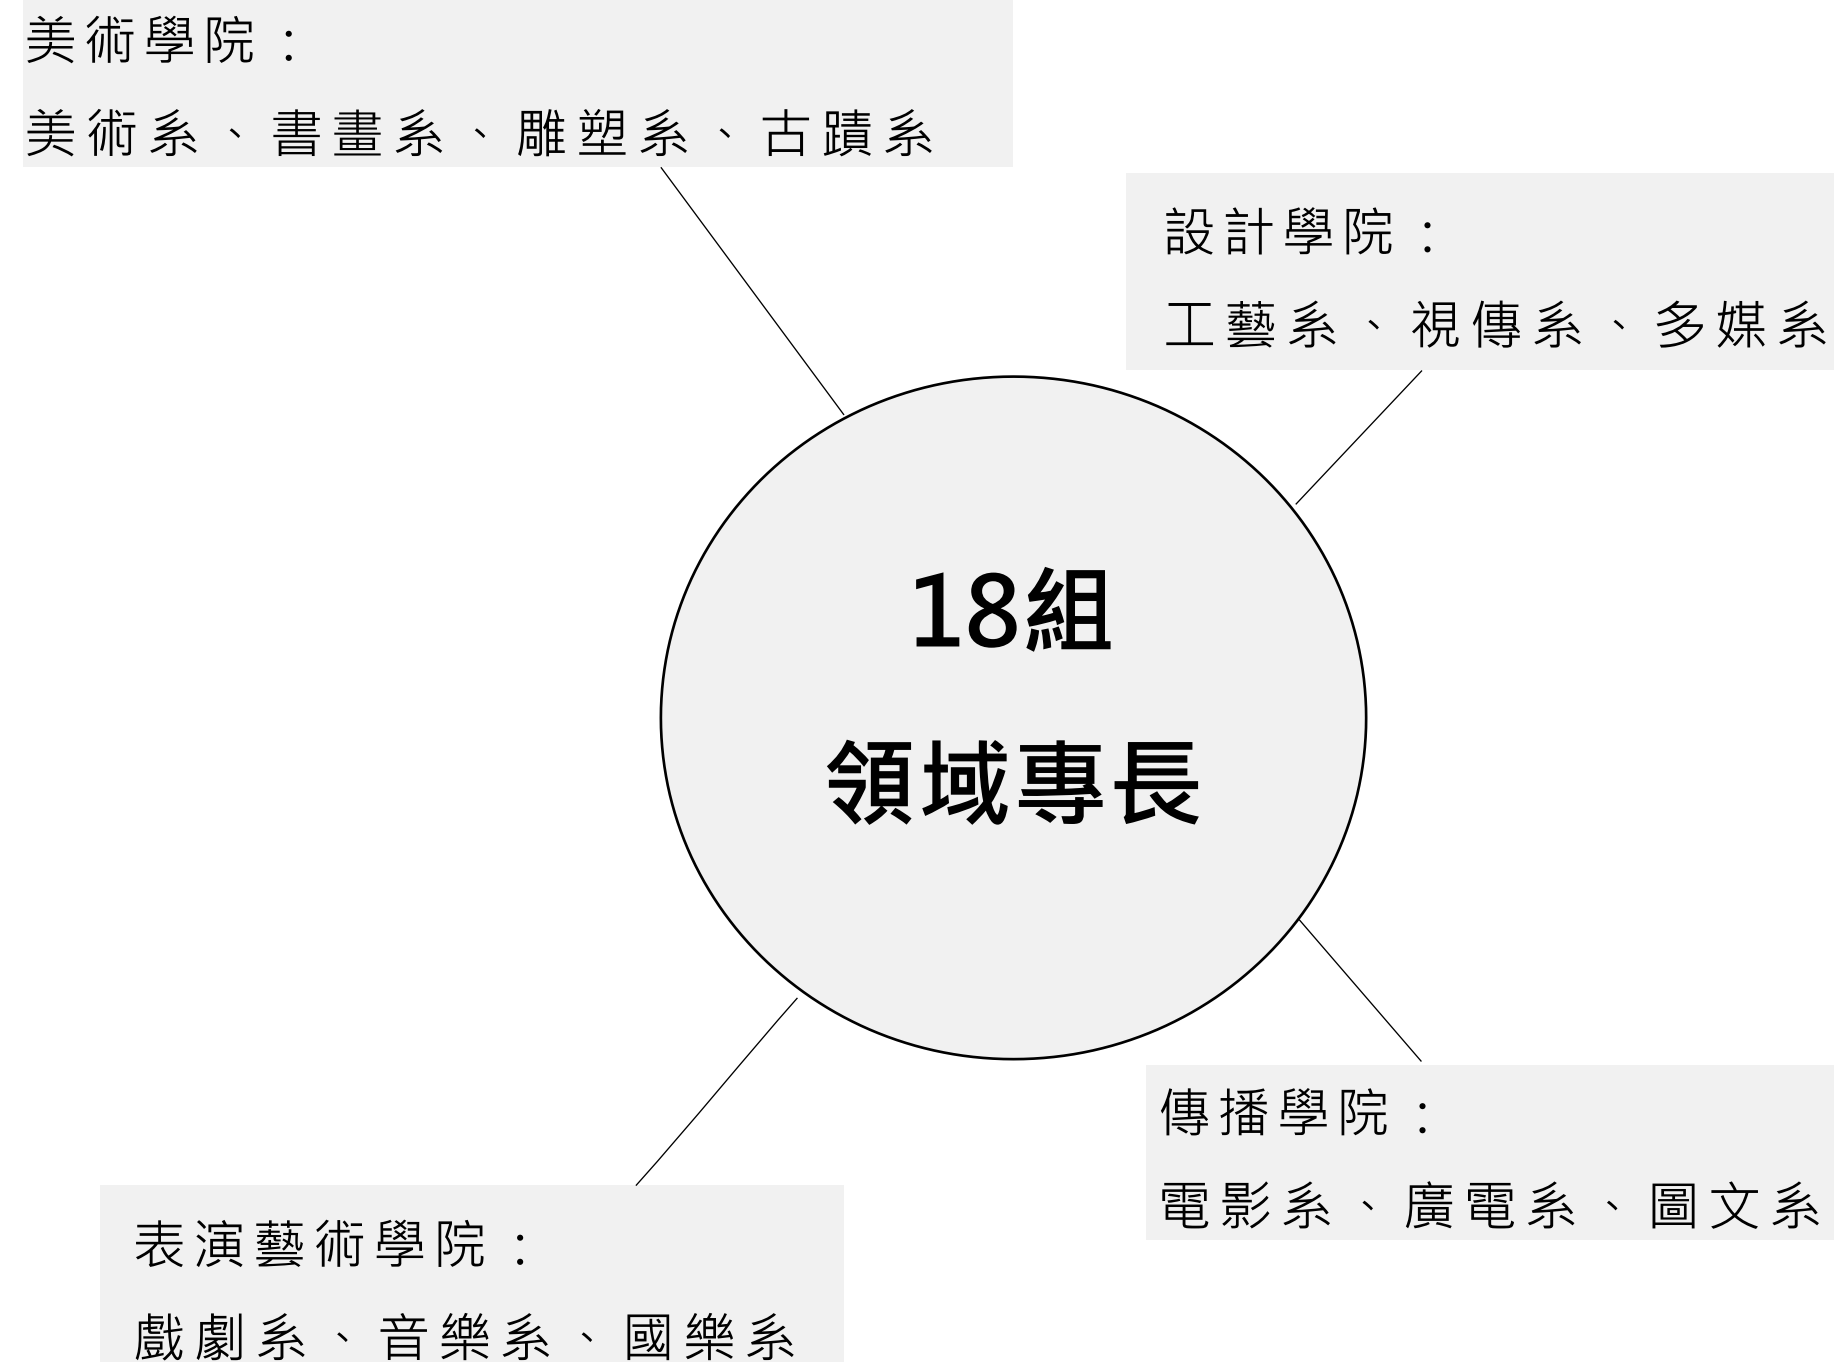 美術學院：
美術系、書畫系、雕塑系、古蹟系
設計學院：
工藝系、視傳系、多媒系
18組
領域專長
傳播學院：
電影系、廣電系、圖文系
表演藝術學院：
戲劇系、音樂系、國樂系